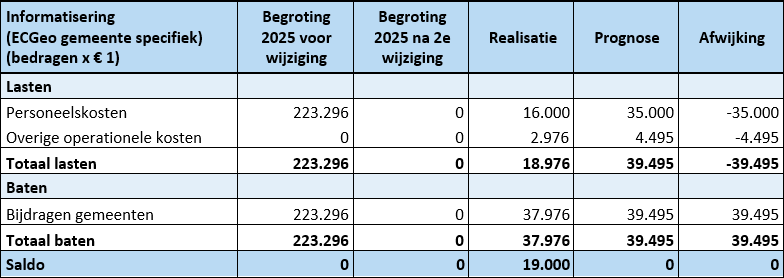 Informatisering (ECGeo gemeente specifiek) (bedragen x € 1) | Begroting 2025 voor wijziging | Begroting 2025 na 2e wijziging | Realisatie | Prognose | Afwijking
Lasten
Personeelskosten 223.296 0 16.000 35.000 -35.000
Overige operationele kosten 0 0 2.976 4.495 -4.495
Totaal lasten 223.296 0 18.976 39.495 -39.495
Baten
Bijdragen gemeenten 223.296 0 37.976 39.495 39.495
Totaal baten 223.296 0 37.976 39.495 39.495
Saldo 0 0 19.000 0 0